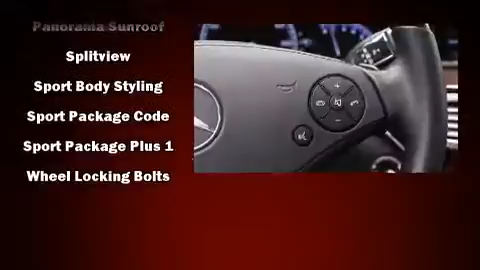 Panorama Sunroof
Splitview
Sport Body Styling
Sport Package Code
Sport Package Plus 1
Wheel Locking Bolts